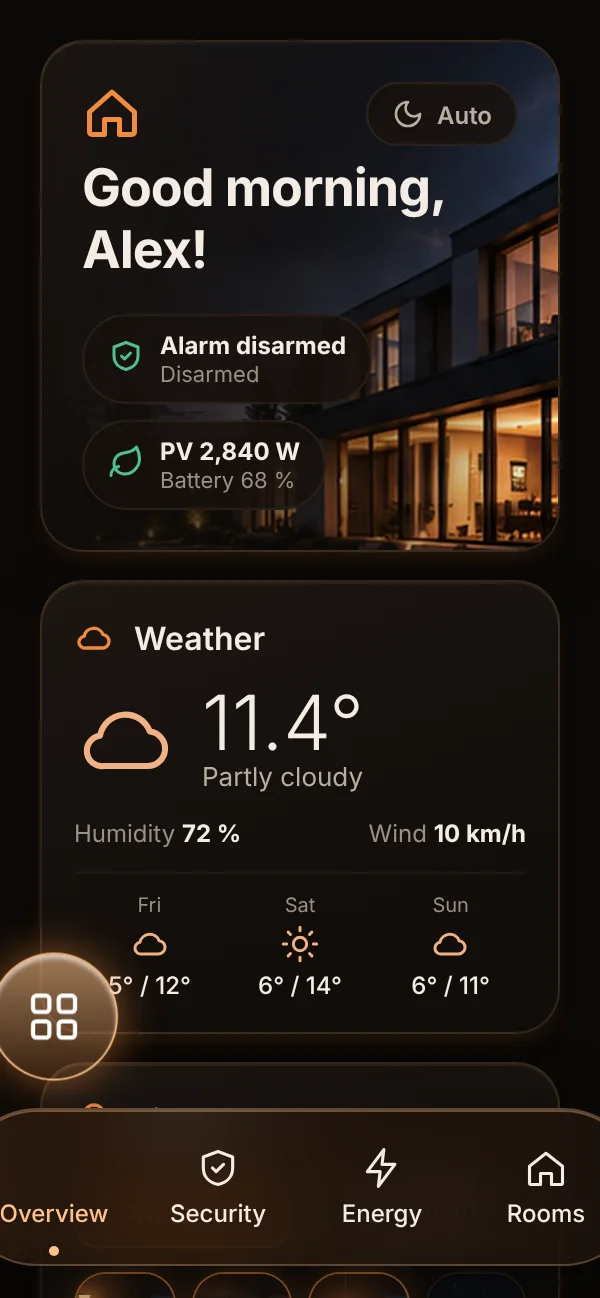 Auto
Good morning,
Alex!
Alarm disarmed
Disarmed
PV 2,840 W
Battery 68 %
Weather
11.4°
Partly cloudy
Humidity 72 %
Wind 10 km/h
Fri
Sat
Sun
5° / 12°
6° / 14°
6° / 11°
Overview
Security
Energy
Rooms